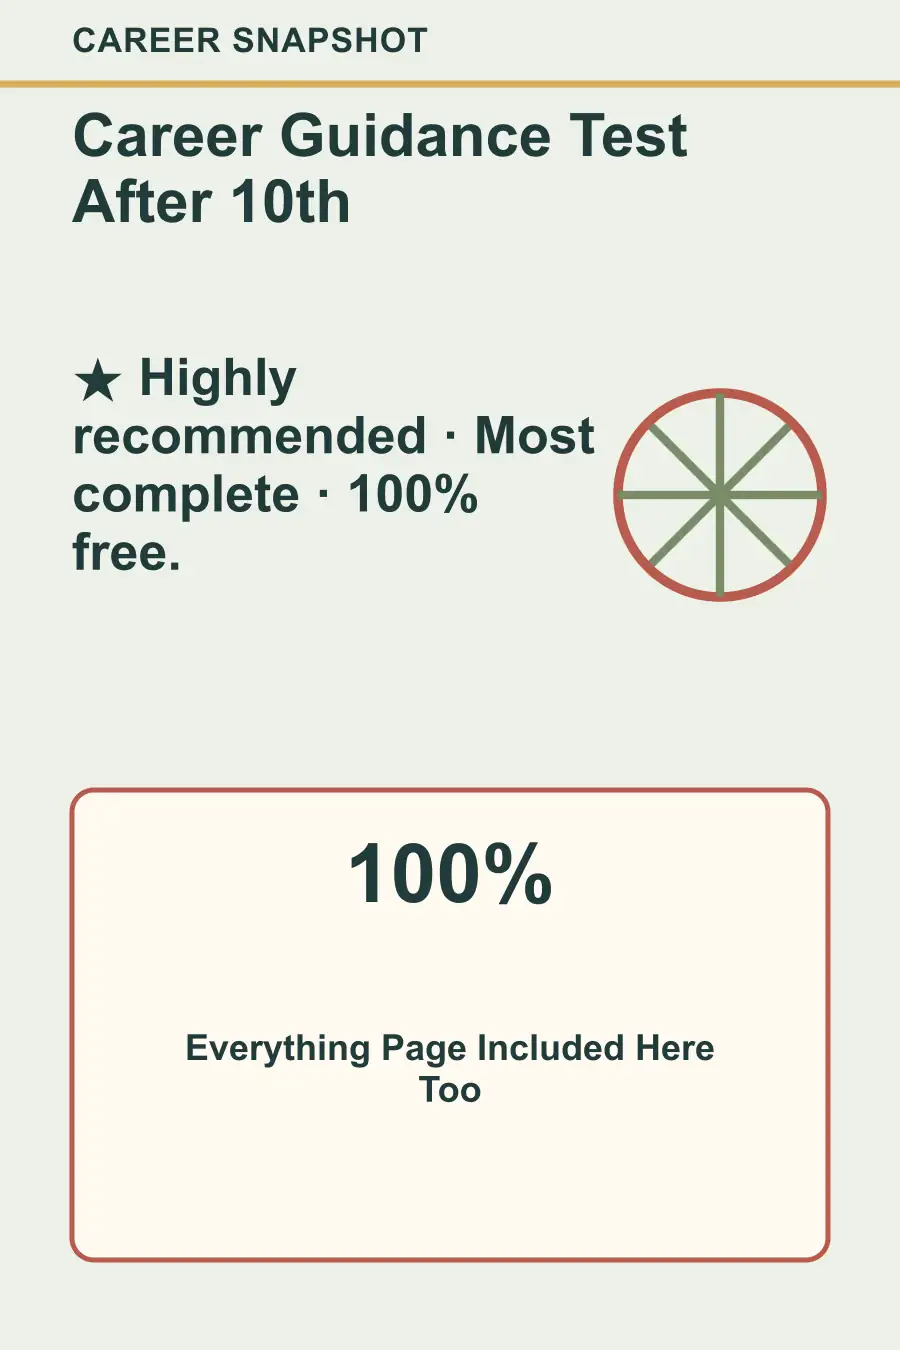 CAREER SNAPSHOT
Career Guidance Test
After 10th
★ Highly
recommended · Most
complete · 100%
free.
100%
Everything Page Included Here
Too